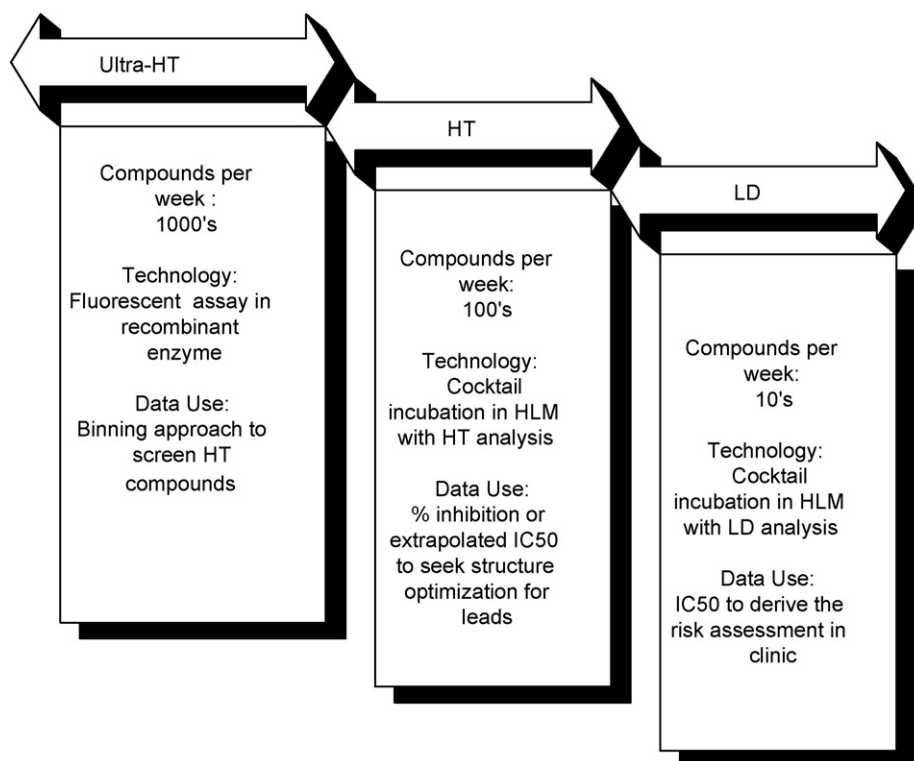 Ultra-HT
Compounds per
week :
1000's
Technology:
Fluorescent assay in
recombinant
enzyme
Data Use:
Binning approach to
screen HT
compounds
HT
Compounds per
week:
100's
Technology:
Cocktail
incubation in HLM
with HT analysis
Data Use:
% inhibition or
extrapolated IC50
to seek structure
optimization for
leads
LD
Compounds per
week:
10's
Technology:
Cocktail
incubation in HLM
with LD analysis
Data Use:
IC50 to derive the
risk assessment in
clinic